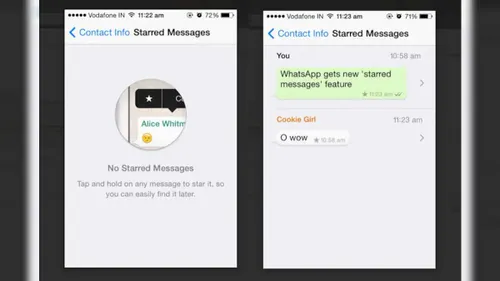 Vodafone IN 11:22 am 72%
Contact Info Starred Messages
★ C
Alice Whitm
No Starred Messages
Tap and hold on any message to star it, so
you can easily find it later.
Vodafone IN 11:23 am 71%
Contact Info Starred Messages
You 10:58 am
WhatsApp gets new 'starred
messages' feature
★ 11:03 am
Cookie Girl 11:23 am
O wow ★ 10:58 am